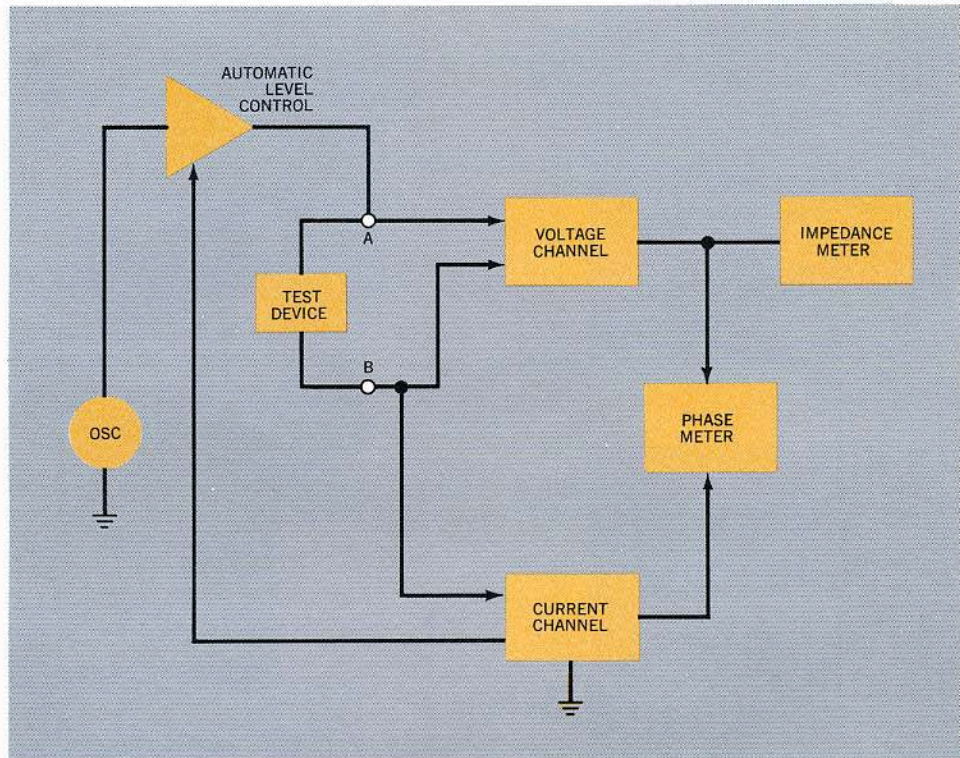 AUTOMATIC
LEVEL
CONTROL
A
VOLTAGE
CHANNEL
IMPEDANCE
METER
TEST
DEVICE
B
OSC
PHASE
METER
CURRENT
CHANNEL